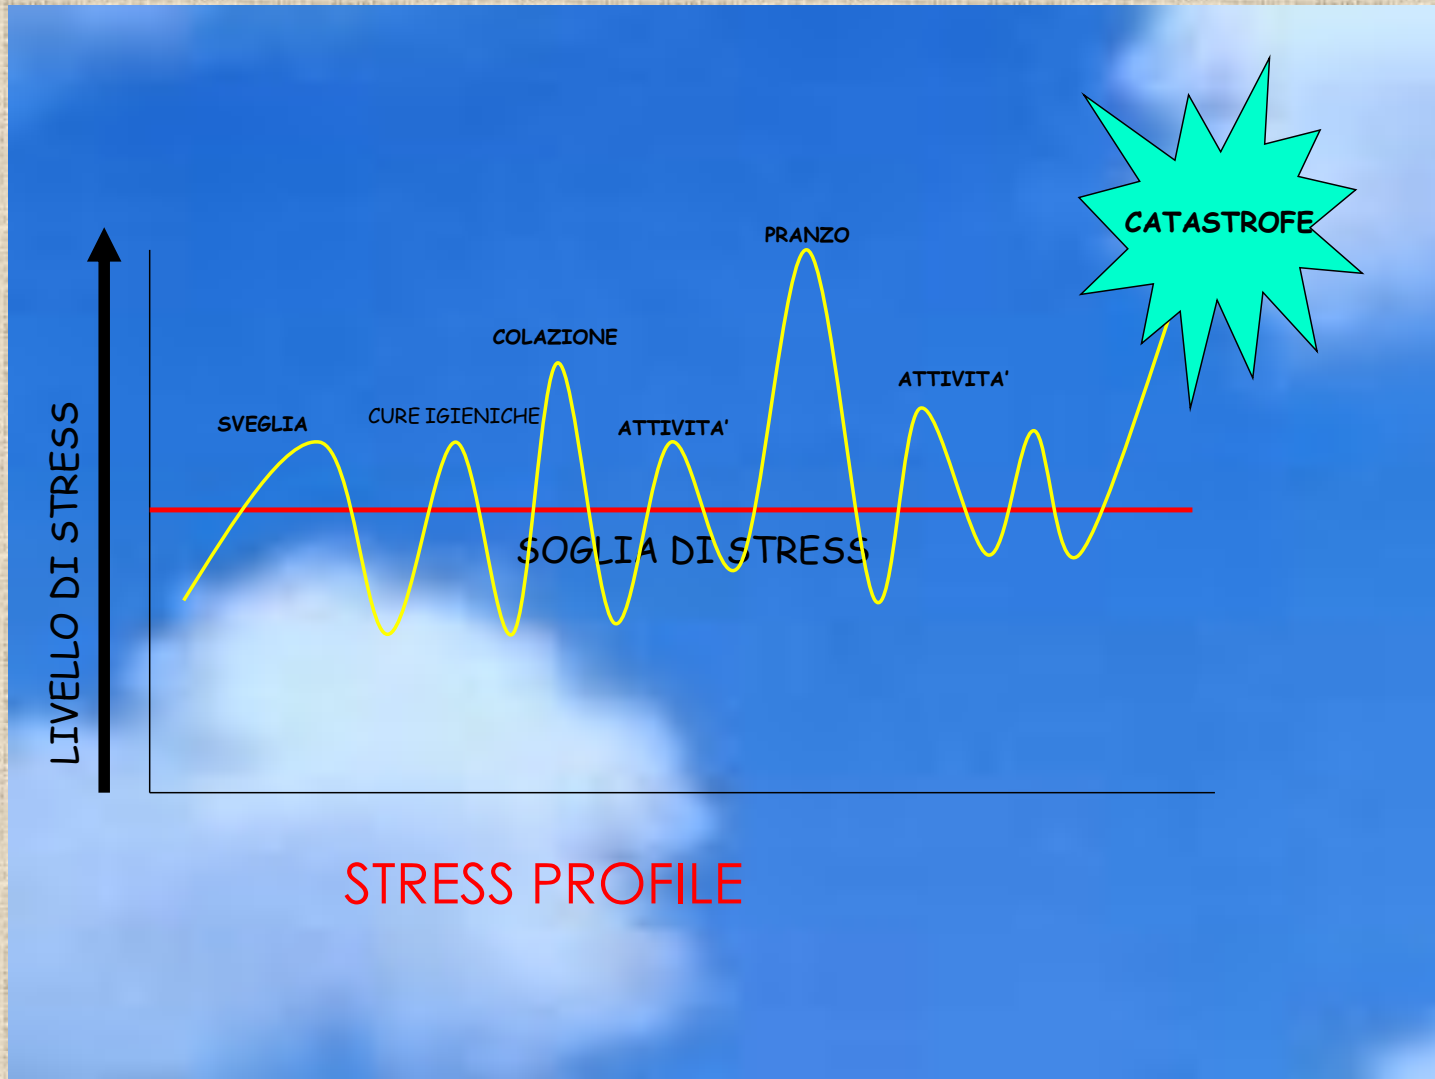 CATASTROFE
PRANZO
COLAZIONE
ATTIVITA'
SVEGLIA
CURE IGIENICHE
ATTIVITA'
LIVELLO DI STRESS
SOGLIA DI STRESS
STRESS PROFILE